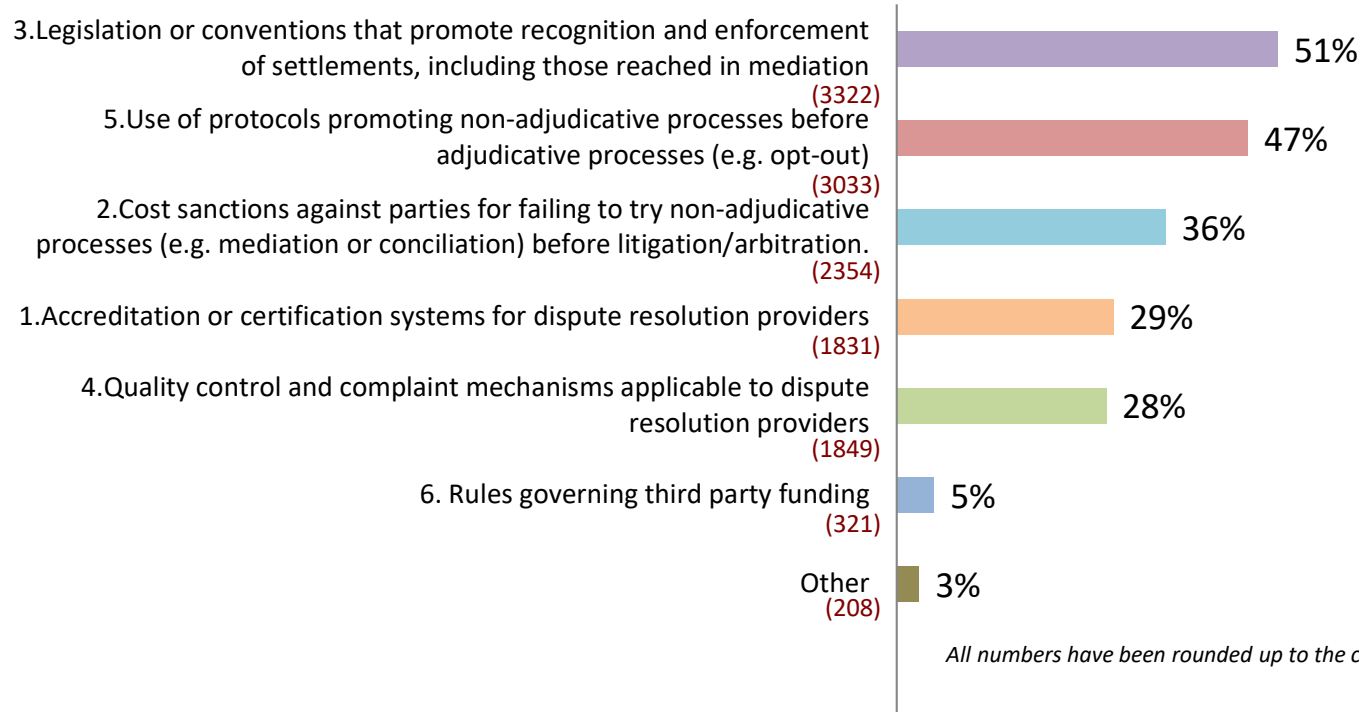 3.Legislation or conventions that promote recognition and enforcement
of settlements, including those reached in mediation
(3322)
51%
5.Use of protocols promoting non-adjudicative processes before
adjudicative processes (e.g. opt-out)
(3033)
47%
2.Cost sanctions against parties for failing to try non-adjudicative
processes (e.g. mediation or conciliation) before litigation/arbitration.
(2354)
36%
1.Accreditation or certification systems for dispute resolution providers
(1831)
29%
4.Quality control and complaint mechanisms applicable to dispute
resolution providers
(1849)
28%
6. Rules governing third party funding
(321)
5%
Other
(208)
3%
All numbers have been rounded up to the